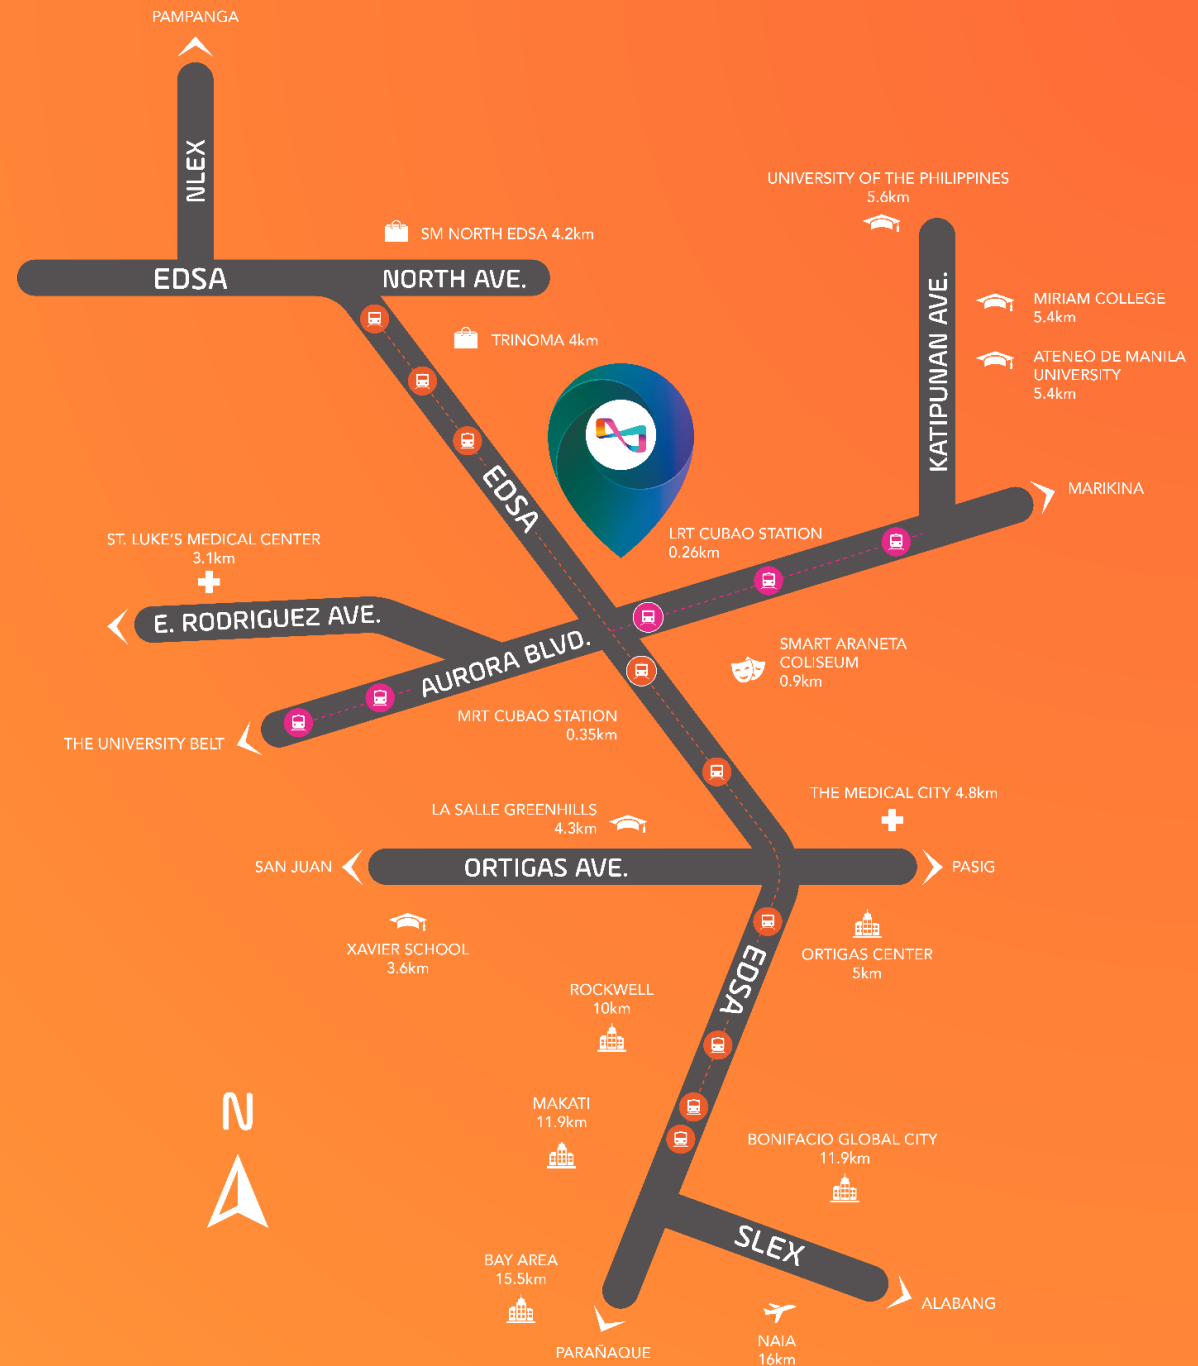 PAMPANGA
NLEX
UNIVERSITY OF THE PHILIPPINES
5.6km
SM NORTH EDSA 4.2km
EDSA
NORTH AVE.
KATIPUNAN AVE.
MIRIAM COLLEGE
5.4km
TRINOMA 4km
ATENEO DE MANILA
UNIVERSITY
5.4km
EDSA
MARIKINA
LRT CUBAO STATION
0.26km
ST. LUKE'S MEDICAL CENTER
3.1km
E. RODRIGUEZ AVE.
AURORA BLVD.
SMART ARANETA
COLISEUM
0.9km
MRT CUBAO STATION
0.35km
THE UNIVERSITY BELT
THE MEDICAL CITY 4.8km
LA SALLE GREENHILLS
4.3km
SAN JUAN
ORTIGAS AVE.
PASIG
XAVIER SCHOOL
3.6km
ORTIGAS CENTER
5km
EDSA
ROCKWELL
10km
N
MAKATI
11.9km
BONIFACIO GLOBAL CITY
11.9km
SLEX
BAY AREA
15.5km
ALABANG
PARAÑAQUE
NAIA
16km